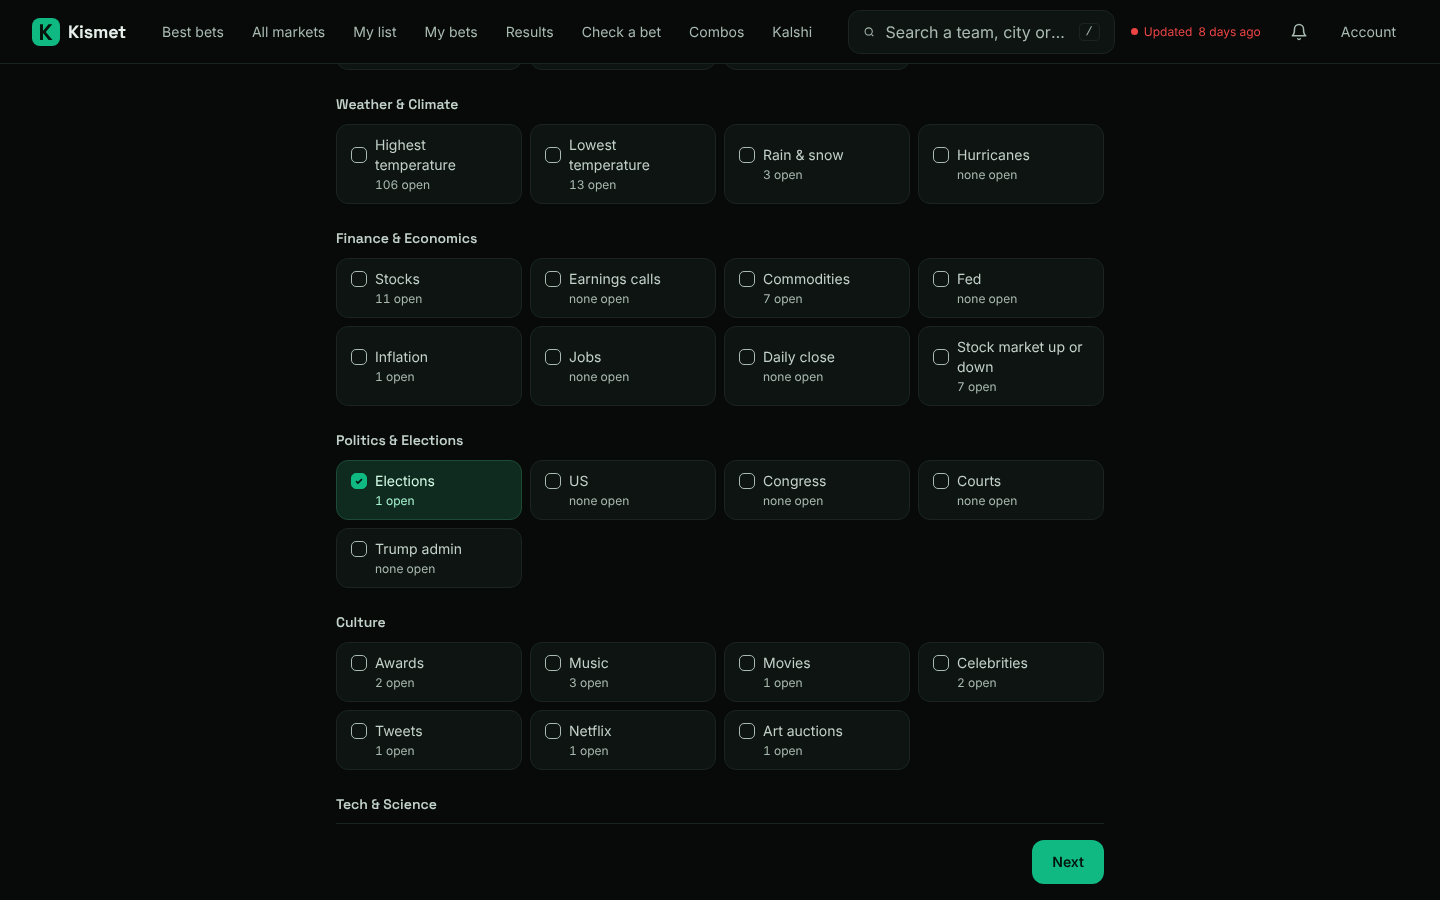 Kismet
Best bets
All markets
My list
My bets
Results
Check a bet
Combos
Kalshi
Search a team, city or…
/
Updated 8 days ago
Account
Weather & Climate
Highest
temperature
106 open
Lowest
temperature
13 open
Rain & snow
3 open
Hurricanes
none open
Finance & Economics
Stocks
11 open
Earnings calls
none open
Commodities
7 open
Fed
none open
Inflation
1 open
Jobs
none open
Daily close
none open
Stock market up or
down
7 open
Politics & Elections
Elections
1 open
US
none open
Congress
none open
Courts
none open
Trump admin
none open
Culture
Awards
2 open
Music
3 open
Movies
1 open
Celebrities
2 open
Tweets
1 open
Netflix
1 open
Art auctions
1 open
Tech & Science
Next